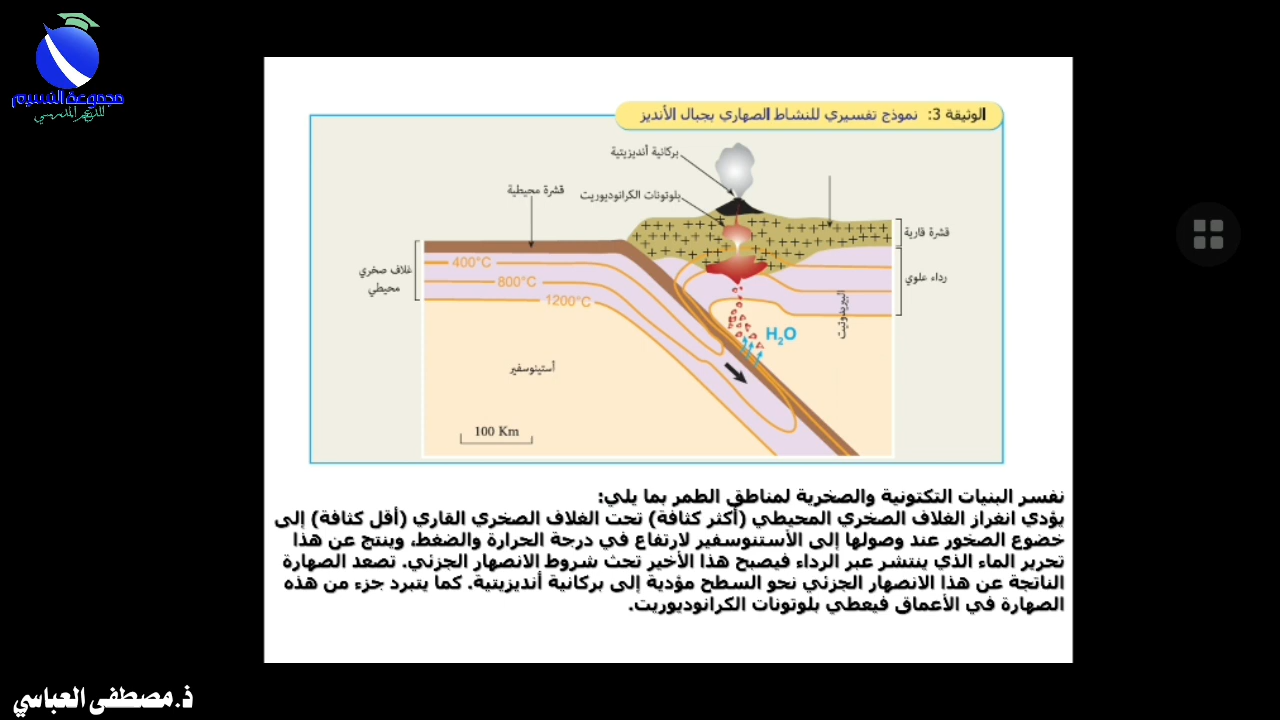 مجموعة النسيم
للدعم المدرسي
الوثيقة 3: نموذج تفسيري للنشاط الصهاري بجبال الأنديز
بركانية أنديزيتية
بلوتونات الكرانوديوريت
قشرة محيطية
قشرة قارية
رداء علوي
غلاف صخري
محيطي
400°C
800°C
1200°C
البيريدوتيت
H₂O
أستينوسفير
100 Km
نفسر البنيات التكتونية والصخرية لمناطق الطمر بما يلي:
يؤدي انغراز الغلاف الصخري المحيطي (أكثر كثافة) تحت الغلاف الصخري القاري (أقل كثافة) إلى
خضوع الصخور عند وصولها إلى الأستنوسفير لارتفاع في درجة الحرارة والضغط، وينتج عن هذا
تحرير الماء الذي ينتشر عبر الرداء فيصبح هذا الأخير تحث شروط الانصهار الجزئي. تصعد الصهارة
الناتجة عن هذا الانصهار الجزئي نحو السطح مؤدية إلى بركانية أنديزيتية. كما يتبرد جزء من هذه
الصهارة في الأعماق فيعطي بلوتونات الكرانوديوريت.
ذ.مصطفى العباسي